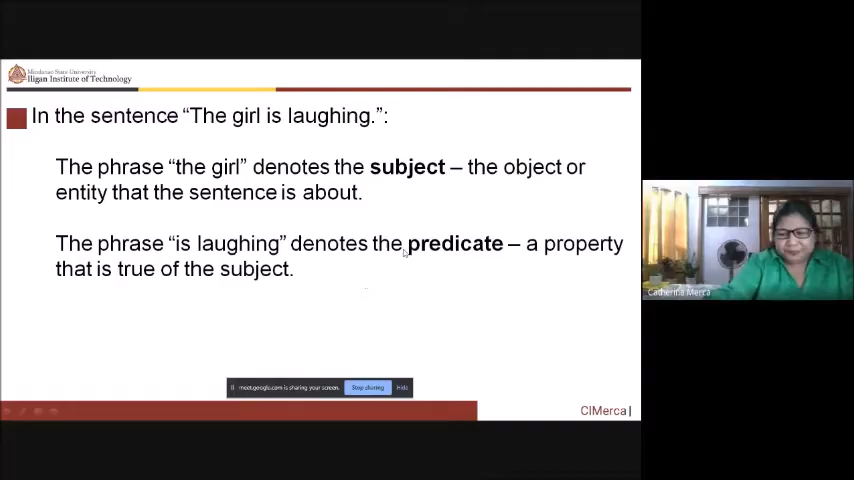 Mindanao State University
Iligan Institute of Technology
In the sentence “The girl is laughing.”:
The phrase “the girl” denotes the subject – the object or
entity that the sentence is about.
The phrase “is laughing” denotes the predicate – a property
that is true of the subject.
Catherina Merca
meet.google.com is sharing your screen.
Stop sharing
Hide
CIMerca|